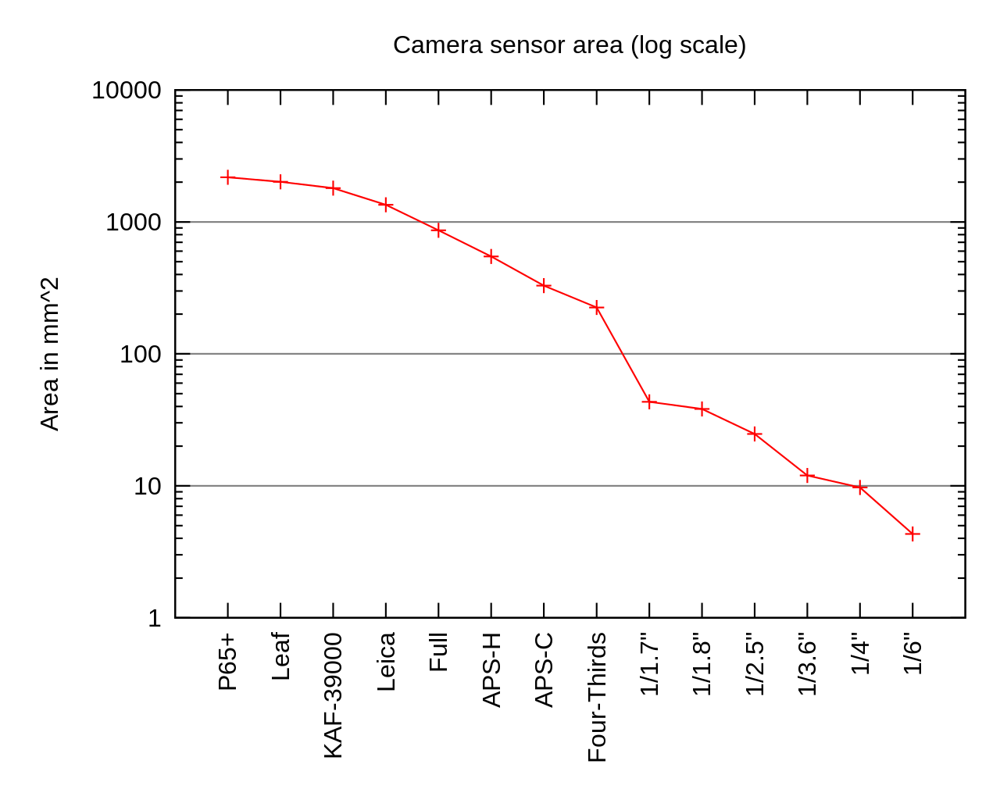 Camera sensor area (log scale)
10000
1000
100
10
1
Area in mm^2
P65+
Leaf
KAF-39000
Leica
Full
APS-H
APS-C
Four-Thirds
1/1.7"
1/1.8"
1/2.5"
1/3.6"
1/4"
1/6"